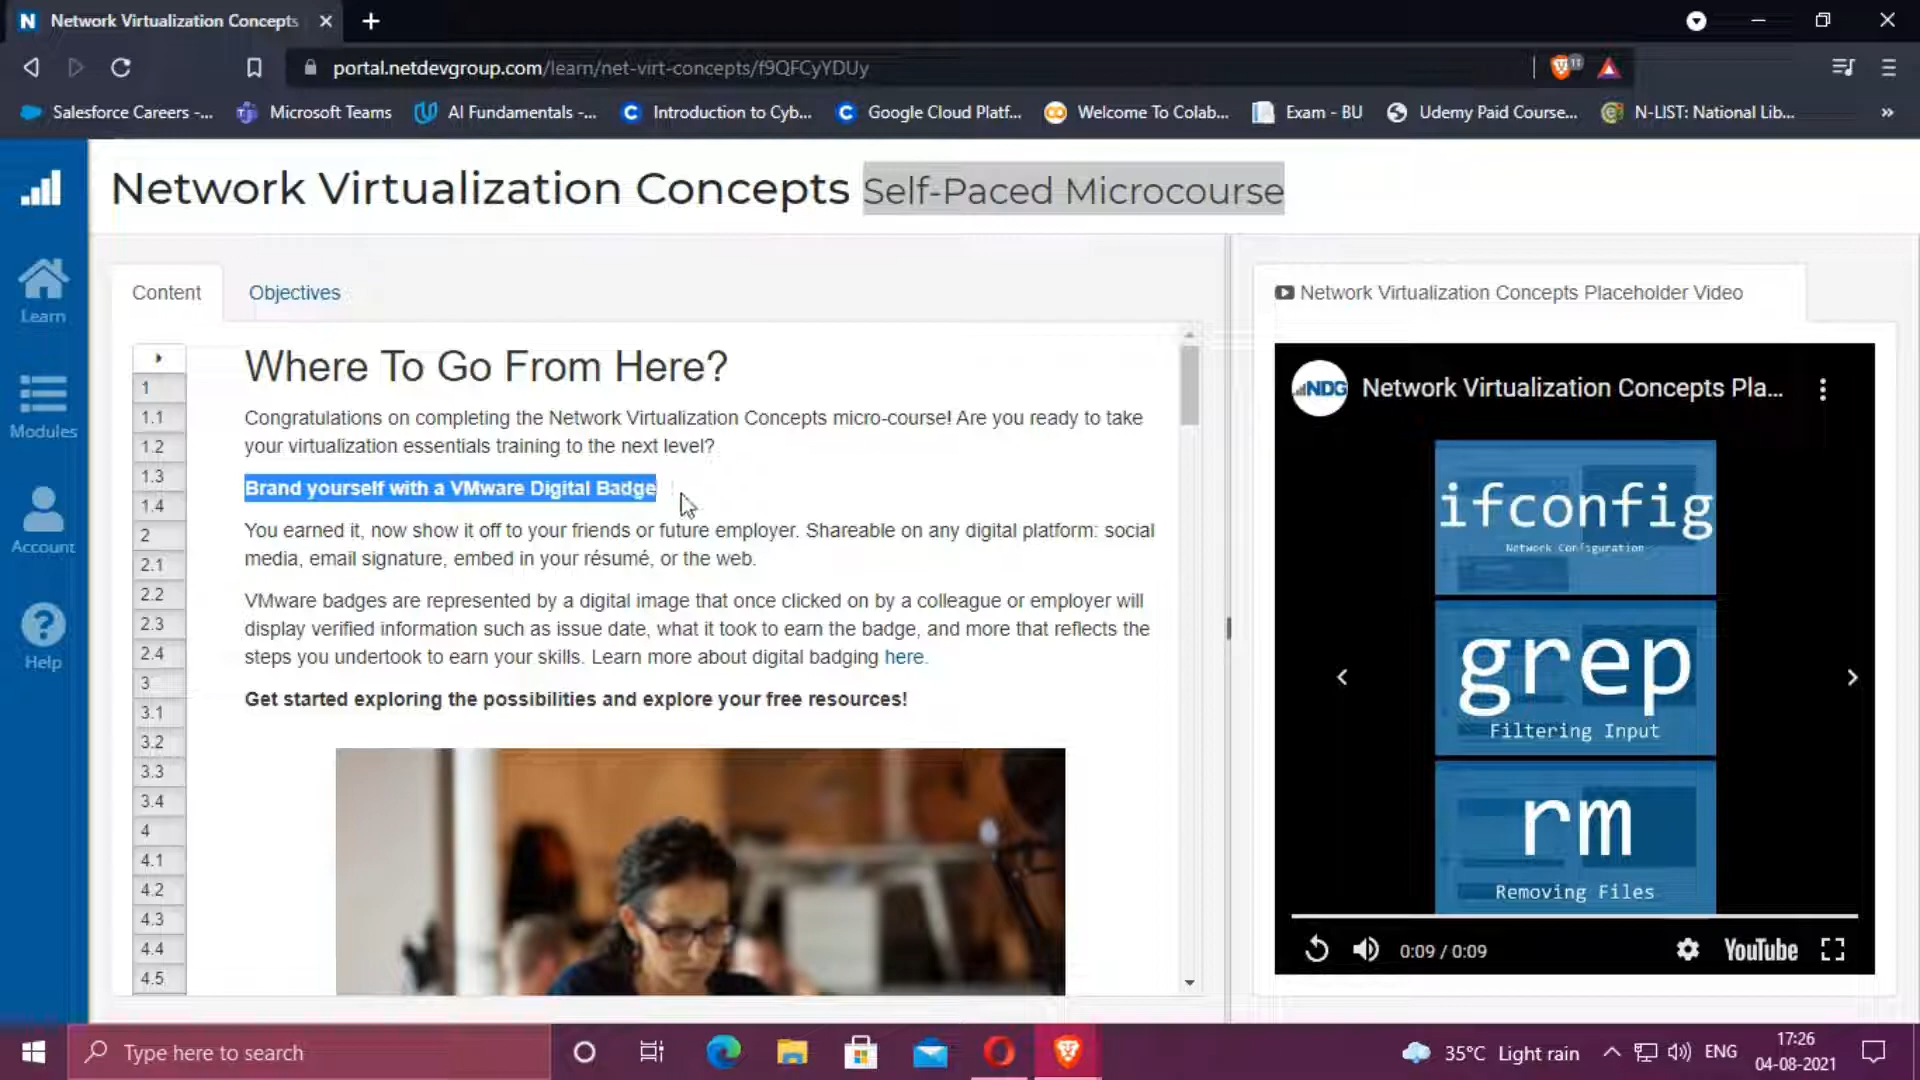 Network Virtualization Concepts
portal.netdevgroup.com/learn/net-virt-concepts/f9QFCyYDUy
11
Salesforce Careers -...
Microsoft Teams
AI Fundamentals -...
Introduction to Cyb...
Google Cloud Platf...
Welcome To Colab...
Exam - BU
Udemy Paid Course...
N-LIST: National Lib...
»
Network Virtualization Concepts Self-Paced Microcourse
Learn
Modules
Account
Help
Content
Objectives
1
1.1
1.2
1.3
1.4
2
2.1
2.2
2.3
2.4
3
3.1
3.2
3.3
3.4
4
4.1
4.2
4.3
4.4
4.5
Where To Go From Here?
Congratulations on completing the Network Virtualization Concepts micro-course! Are you ready to take
your virtualization essentials training to the next level?
Brand yourself with a VMware Digital Badge
You earned it, now show it off to your friends or future employer. Shareable on any digital platform: social
media, email signature, embed in your résumé, or the web.
VMware badges are represented by a digital image that once clicked on by a colleague or employer will
display verified information such as issue date, what it took to earn the badge, and more that reflects the
steps you undertook to earn your skills. Learn more about digital badging here.
Get started exploring the possibilities and explore your free resources!
Network Virtualization Concepts Placeholder Video
NDG
Network Virtualization Concepts Pla...
ifconfig
Network Configuration
grep
Filtering Input
rm
Removing Files
0:09 / 0:09
YouTube
Type here to search
35°C Light rain
ENG
17:26
04-08-2021